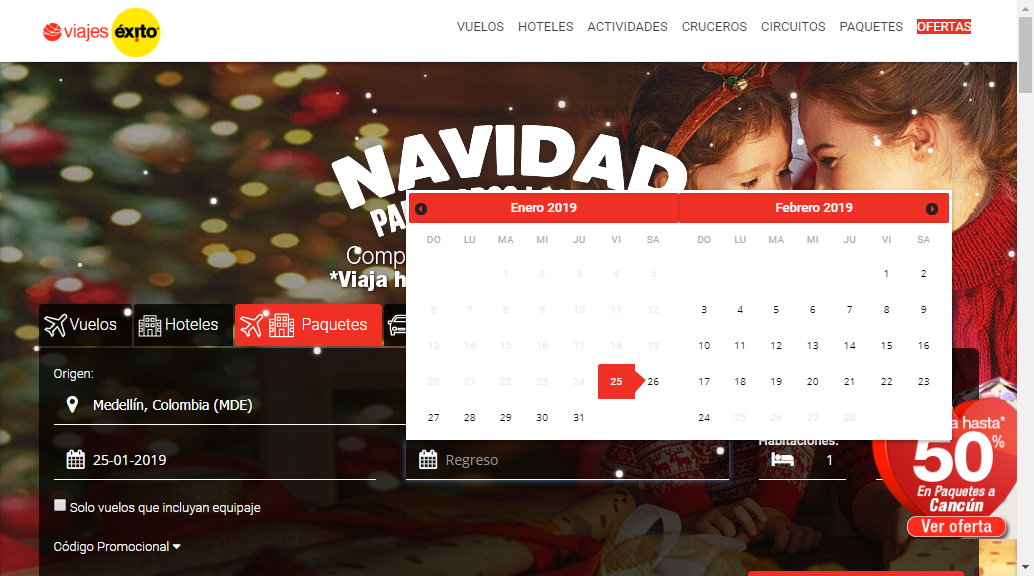 viajes éxito
VUELOS HOTELES ACTIVIDADES CRUCEROS CIRCUITOS PAQUETES OFERTAS
NAVIDAD
Enero 2019 Febrero 2019
DO LU MA MI JU VI SA DO LU MA MI JU VI SA
1 2 3 4 5 1 2
6 7 8 9 10 11 12 3 4 5 6 7 8 9
13 14 15 16 17 18 19 10 11 12 13 14 15 16
20 21 22 23 24 25 26 17 18 19 20 21 22 23
27 28 29 30 31 24 25 26 27 28
*Viaja
Vuelos Hoteles Paquetes
Origen:
Medellín, Colombia (MDE)
25-01-2019 Regreso
Habitaciones:
1
hasta*
50%
En Paquetes a
Cancún
Ver oferta
Solo vuelos que incluyan equipaje
Código Promocional